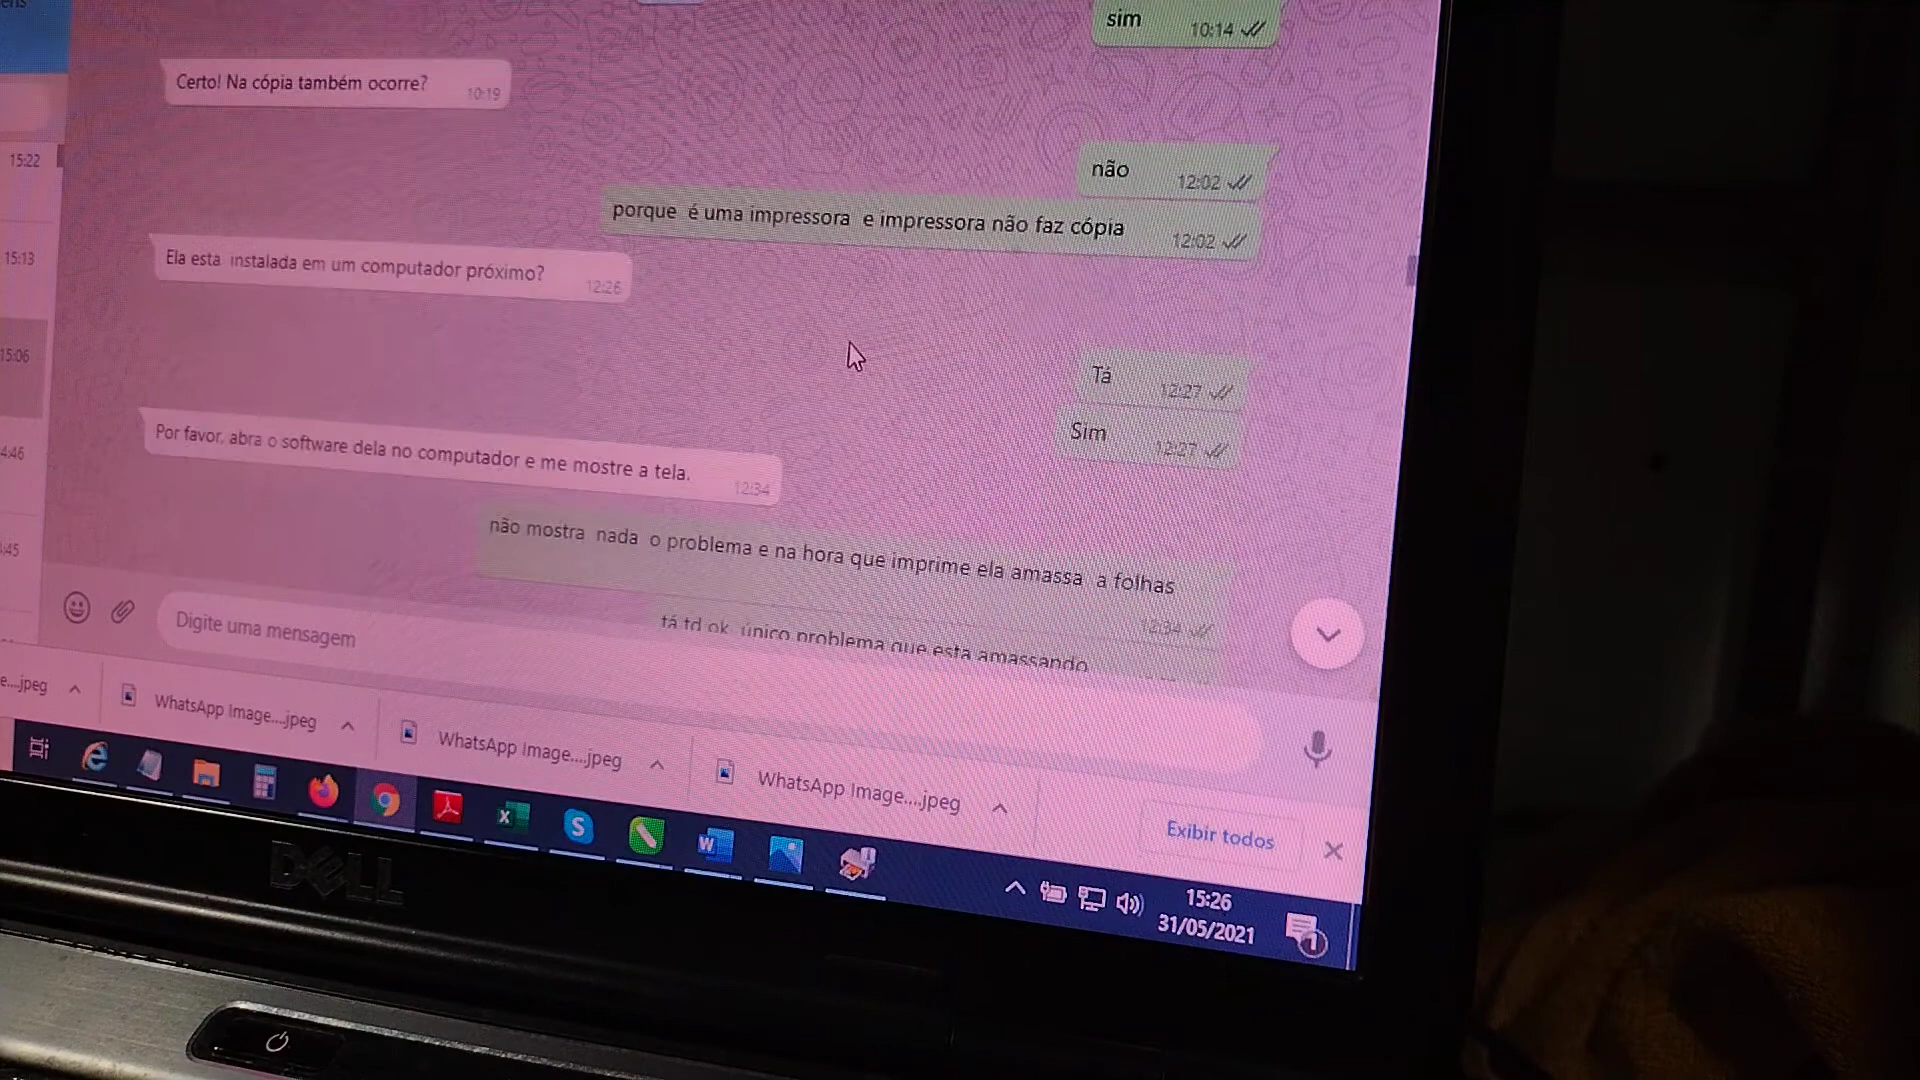 sim
10:14
Certo! Na cópia também ocorre?
10:19
15:22
não
12:02
porque é uma impressora e impressora não faz cópia
12:02
15:13
Ela esta instalada em um computador próximo?
12:26
15:06
Tá
12:27
Sim
12:27
4:46
Por favor, abra o software dela no computador e me mostre a tela.
12:34
não mostra nada o problema e na hora que imprime ela amassa a folhas
12:34
:45
tá td ok único problema que esta amassando
Digite uma mensagem
e....jpeg
WhatsApp Image....jpeg
WhatsApp Image....jpeg
WhatsApp Image....jpeg
Exibir todos
15:26
31/05/2021
1
DELL